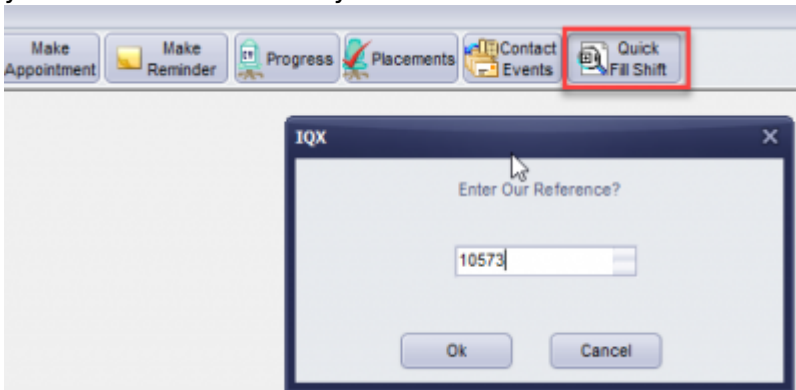 Make Appointment
Make Reminder
Progress
Placements
Contact Events
Quick Fill Shift
IQX
Enter Our Reference?
10573
Ok
Cancel